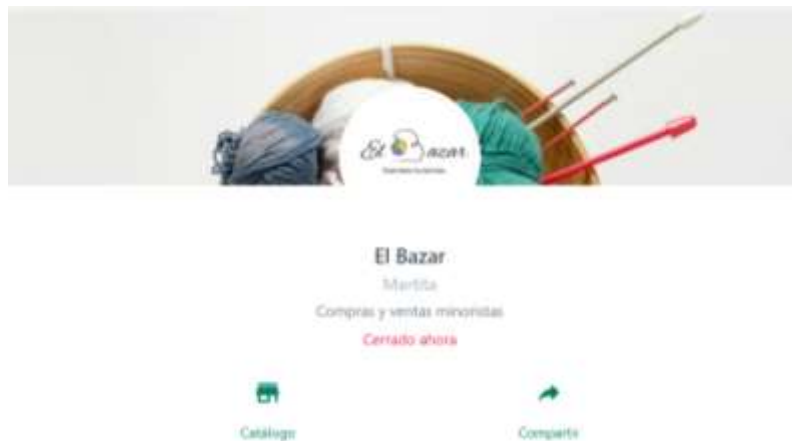 El Bazar
El Bazar
Martita
Compras y ventas minoristas
Cerrado ahora
Catálogo
Compartir